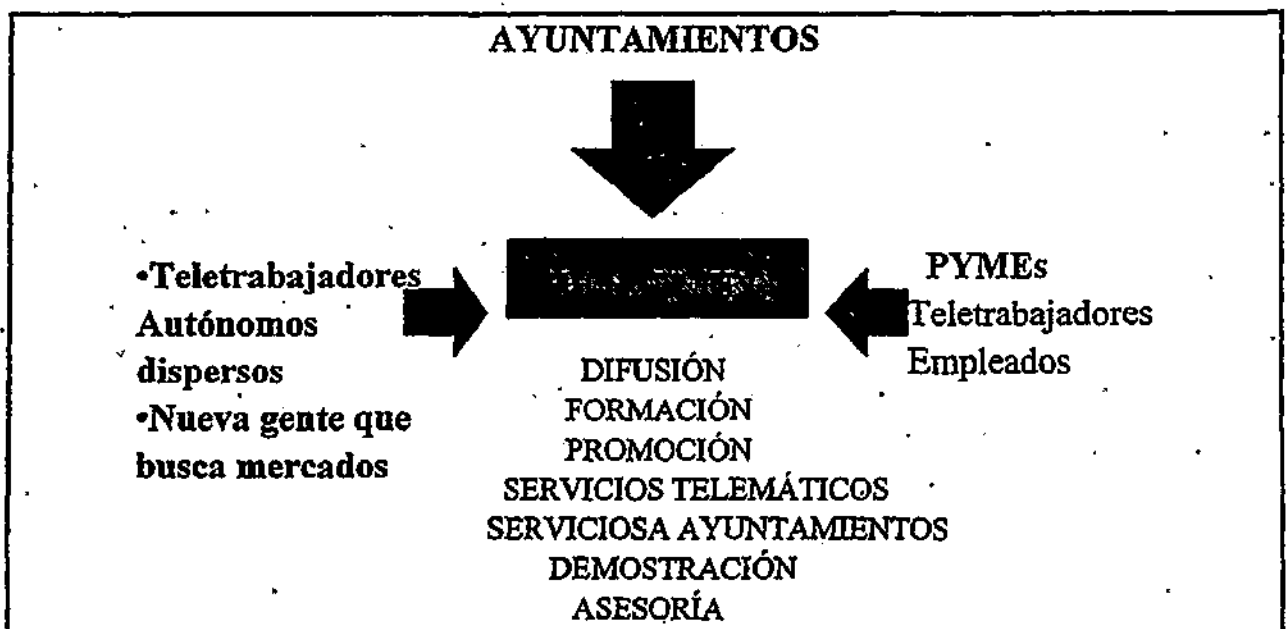 AYUNTAMIENTOS
•Teletrabajadores
Autónomos
dispersos
•Nueva gente que
busca mercados
PYMEs
Teletrabajadores
Empleados
DIFUSIÓN
FORMACIÓN
PROMOCIÓN
SERVICIOS TELEMÁTICOS
SERVICIOSA AYUNTAMIENTOS
DEMOSTRACIÓN
ASESORÍA